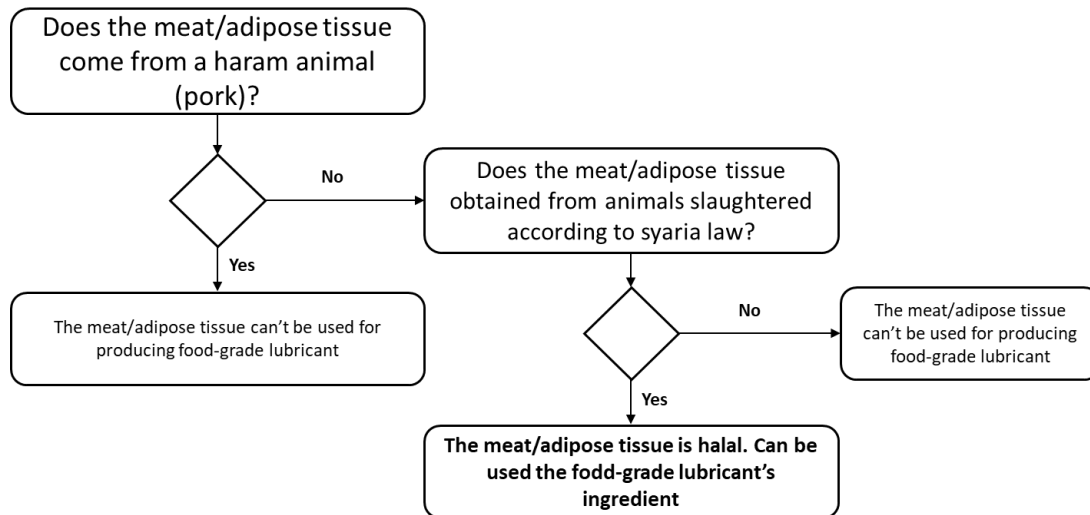 Does the meat/adipose tissue
come from a haram animal
(pork)?
No
Does the meat/adipose tissue
obtained from animals slaughtered
according to syaria law?
Yes
The meat/adipose tissue can't be used for
producing food-grade lubricant
No
The meat/adipose tissue
can't be used for producing
food-grade lubricant
Yes
The meat/adipose tissue is halal. Can be
used the fodd-grade lubricant's
ingredient